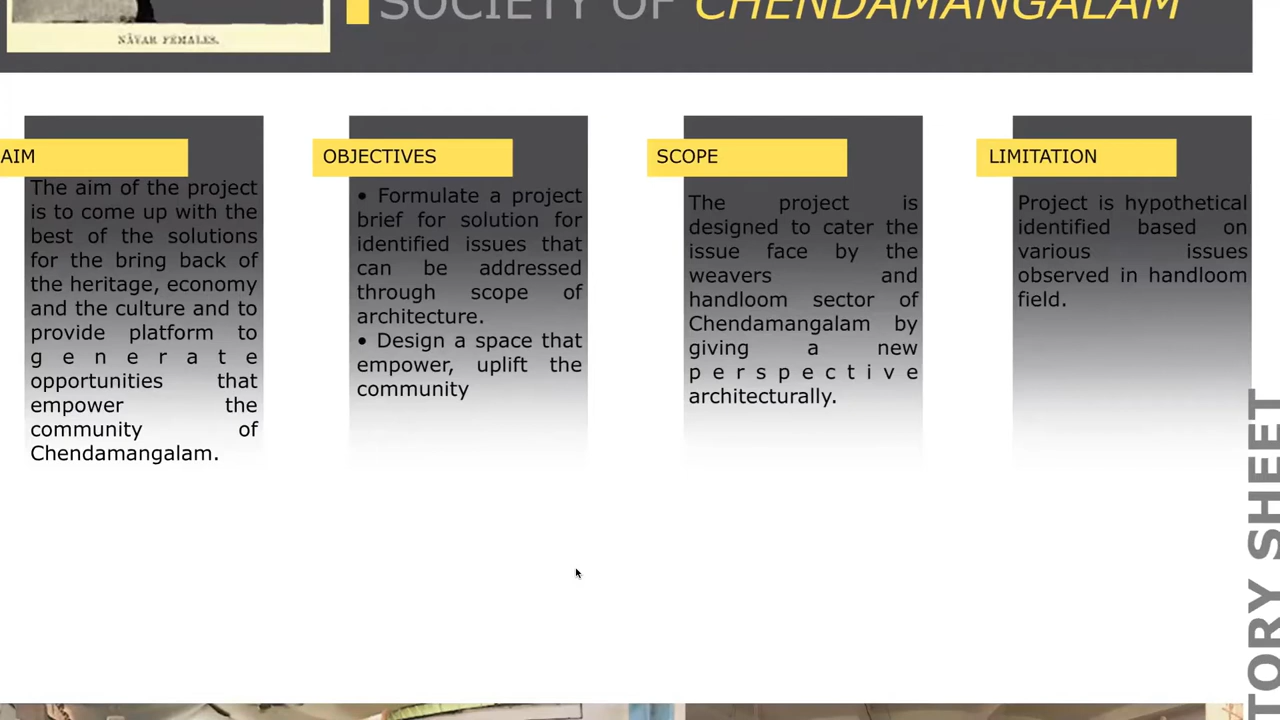 NÀYAR FEMALES.
SOCIETY OF CHENDAMANGALAM
AIM
The aim of the project
is to come up with the
best of the solutions
for the bring back of
the heritage, economy
and the culture and to
provide platform to
generate
opportunities that
empower the
community of
Chendamangalam.
OBJECTIVES
• Formulate a project
brief for solution for
identified issues that
can be addressed
through scope of
architecture.
• Design a space that
empower, uplift the
community
SCOPE
The project is
designed to cater the
issue face by the
weavers and
handloom sector of
Chendamangalam by
giving a new
perspective
architecturally.
LIMITATION
Project is hypothetical
identified based on
various issues
observed in handloom
field.
TORY SHEET